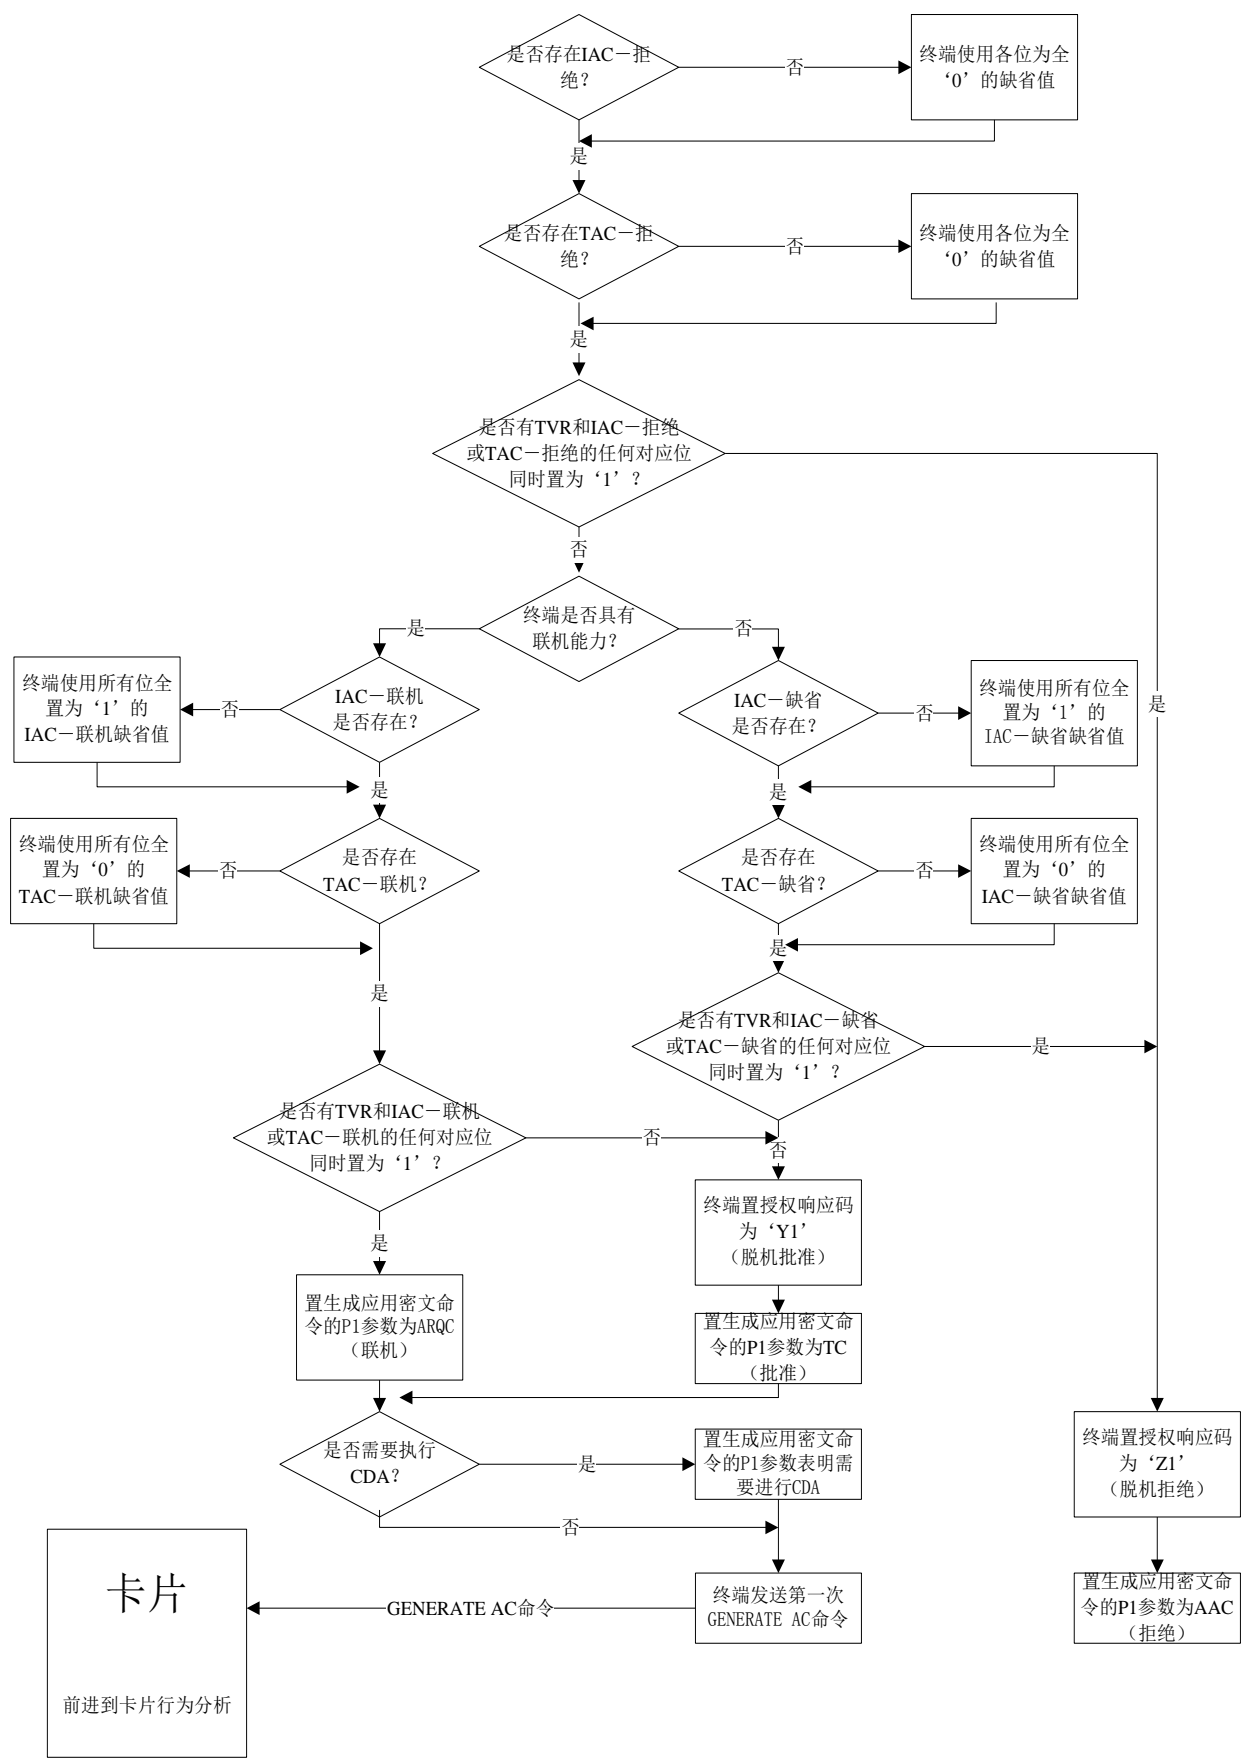 是否存在IAC－拒
绝？
否
终端使用各位为全
‘0’的缺省值
是
是否存在TAC－拒
绝？
否
终端使用各位为全
‘0’的缺省值
是
是否有TVR和IAC－拒绝
或TAC－拒绝的任何对应位
同时置为‘1’？
是
否
终端是否具有
联机能力？
是
否
终端使用所有位全
置为‘1’的
IAC－联机缺省值
否
IAC－联机
是否存在？
IAC－缺省
是否存在？
否
终端使用所有位全
置为‘1’的
IAC－缺省缺省值
是
是
终端使用所有位全
置为‘0’的
TAC－联机缺省值
否
是否存在
TAC－联机？
是否存在
TAC－缺省？
否
终端使用所有位全
置为‘0’的
IAC－缺省缺省值
是
是
是否有TVR和IAC－缺省
或TAC－缺省的任何对应位
同时置为‘1’？
是
是否有TVR和IAC－联机
或TAC－联机的任何对应位
同时置为‘1’？
否
否
终端置授权响应码
为‘Y1’
（脱机批准）
是
置生成应用密文命
令的P1参数为ARQC
（联机）
置生成应用密文命
令的P1参数为TC
（批准）
是否需要执行
CDA？
是
置生成应用密文命
令的P1参数表明需
要进行CDA
终端置授权响应码
为‘Z1’
（脱机拒绝）
否
卡片
前进到卡片行为分析
GENERATE AC命令
终端发送第一次
GENERATE AC命令
置生成应用密文命
令的P1参数为AAC
（拒绝）